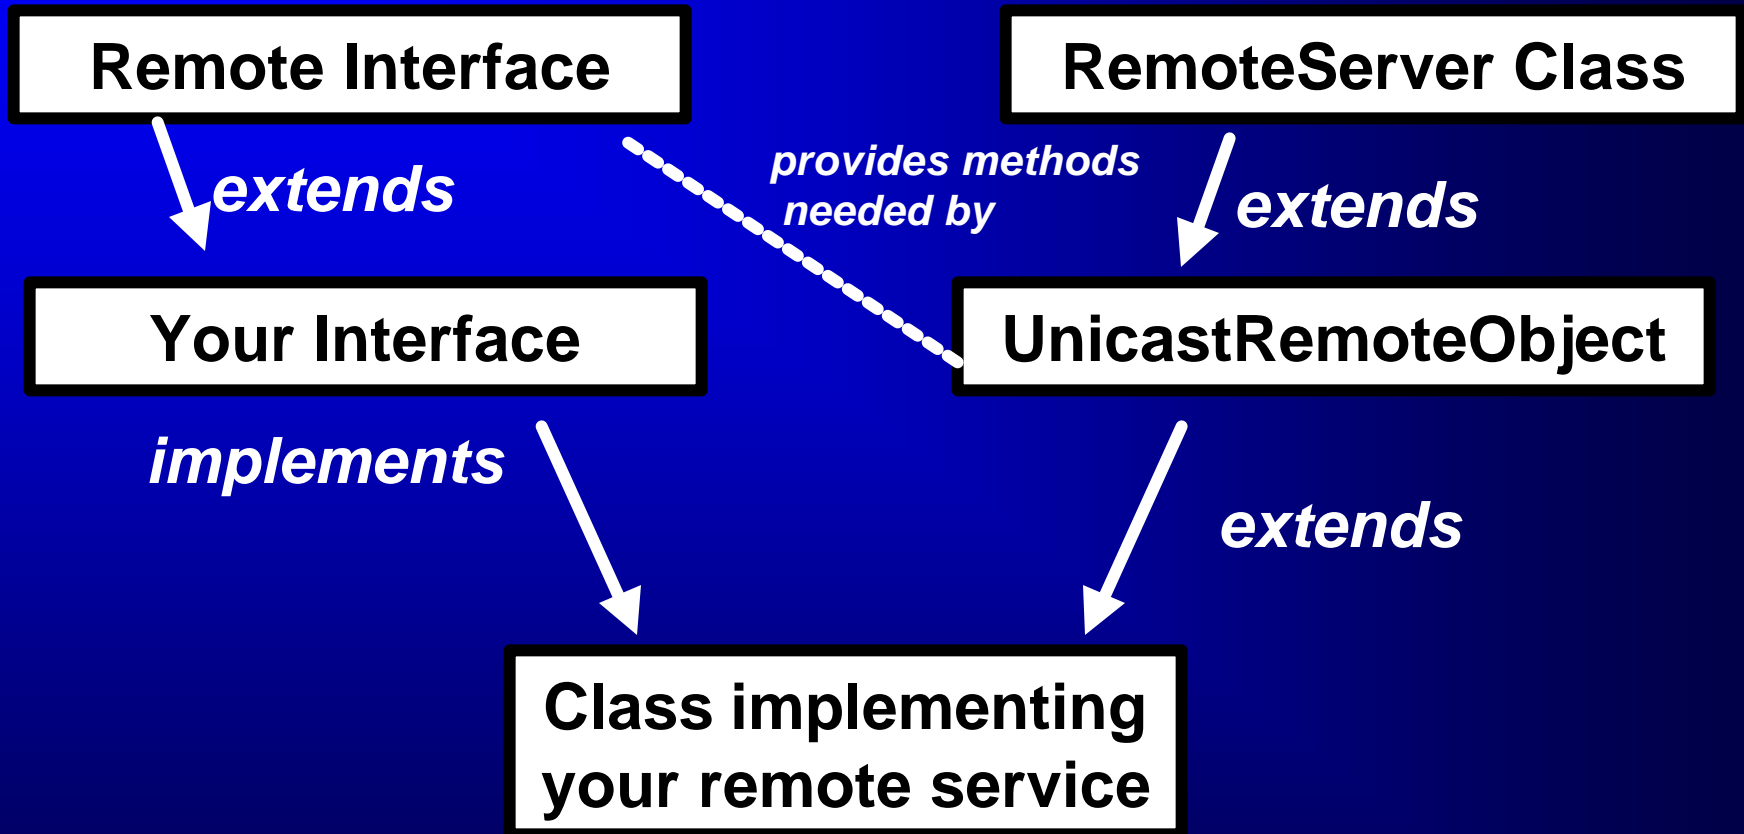 Remote Interface
RemoteServer Class
extends
provides methods
needed by
extends
Your Interface
UnicastRemoteObject
implements
extends
Class implementing
your remote service